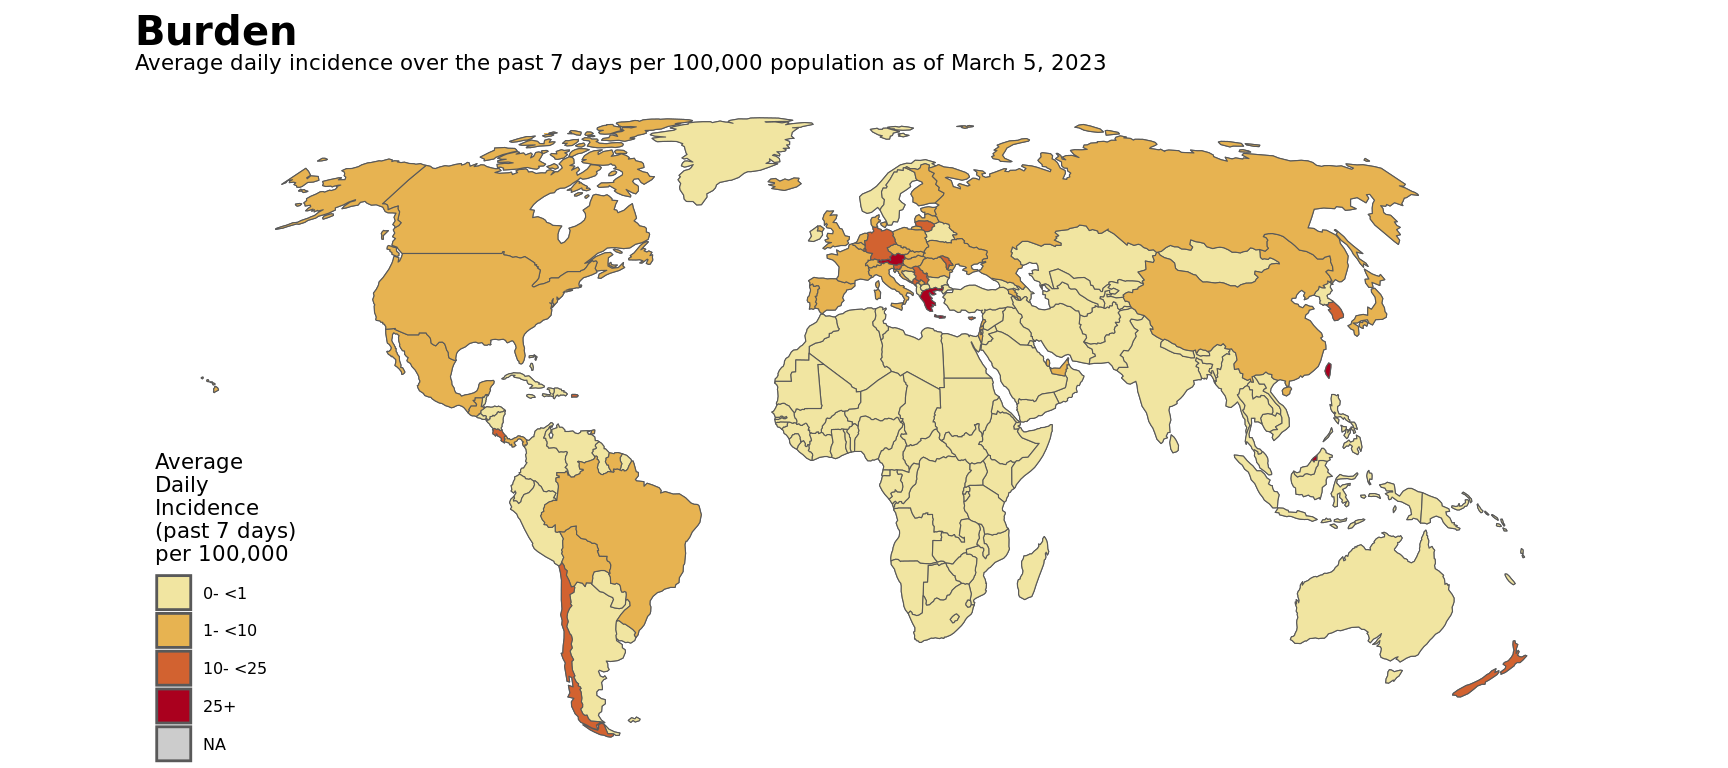 Burden
Average daily incidence over the past 7 days per 100,000 population as of March 5, 2023
Average
Daily
Incidence
(past 7 days)
per 100,000
0- <1
1- <10
10- <25
25+
NA